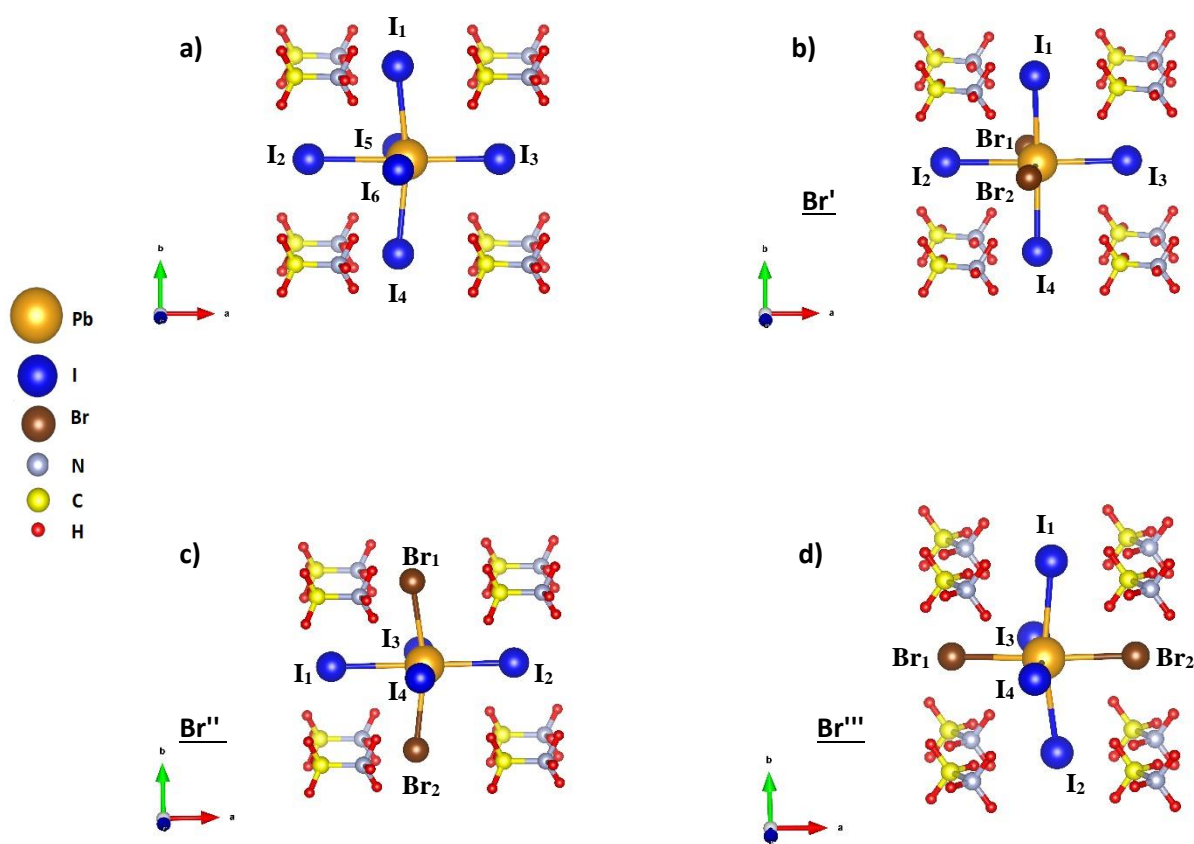 a)
I₁
I₂
I₅
I₃
I₆
I₄
b
a
b)
I₁
Br₁
I₂
I₃
Br₂
I₄
Br'
b
a
Pb
I
Br
N
C
H
c)
Br₁
I₃
I₁
I₂
I₄
Br₂
Br''
b
a
d)
I₁
I₃
Br₁
Br₂
I₄
I₂
Br'''
b
a